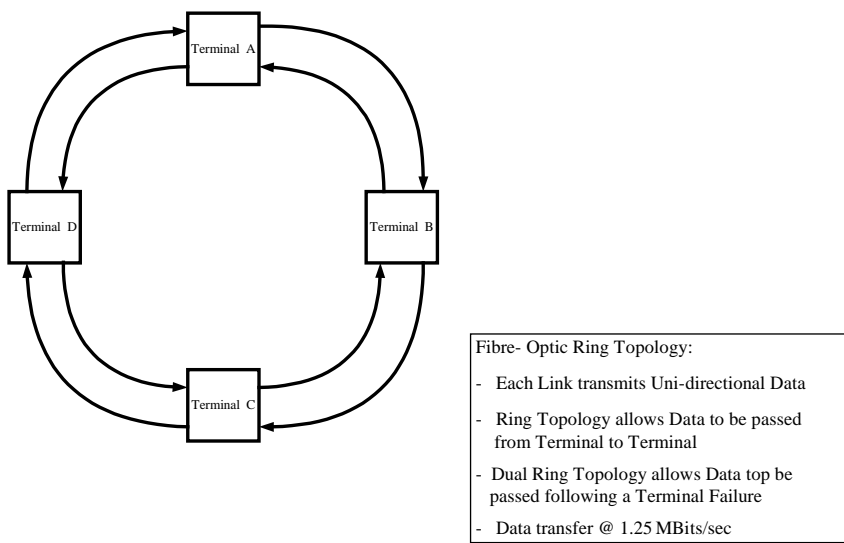 Terminal A
Terminal D
Terminal B
Terminal C
Fibre- Optic Ring Topology:
- Each Link transmits Uni-directional Data
- Ring Topology allows Data to be passed
from Terminal to Terminal
- Dual Ring Topology allows Data top be
passed following a Terminal Failure
- Data transfer @ 1.25 MBits/sec